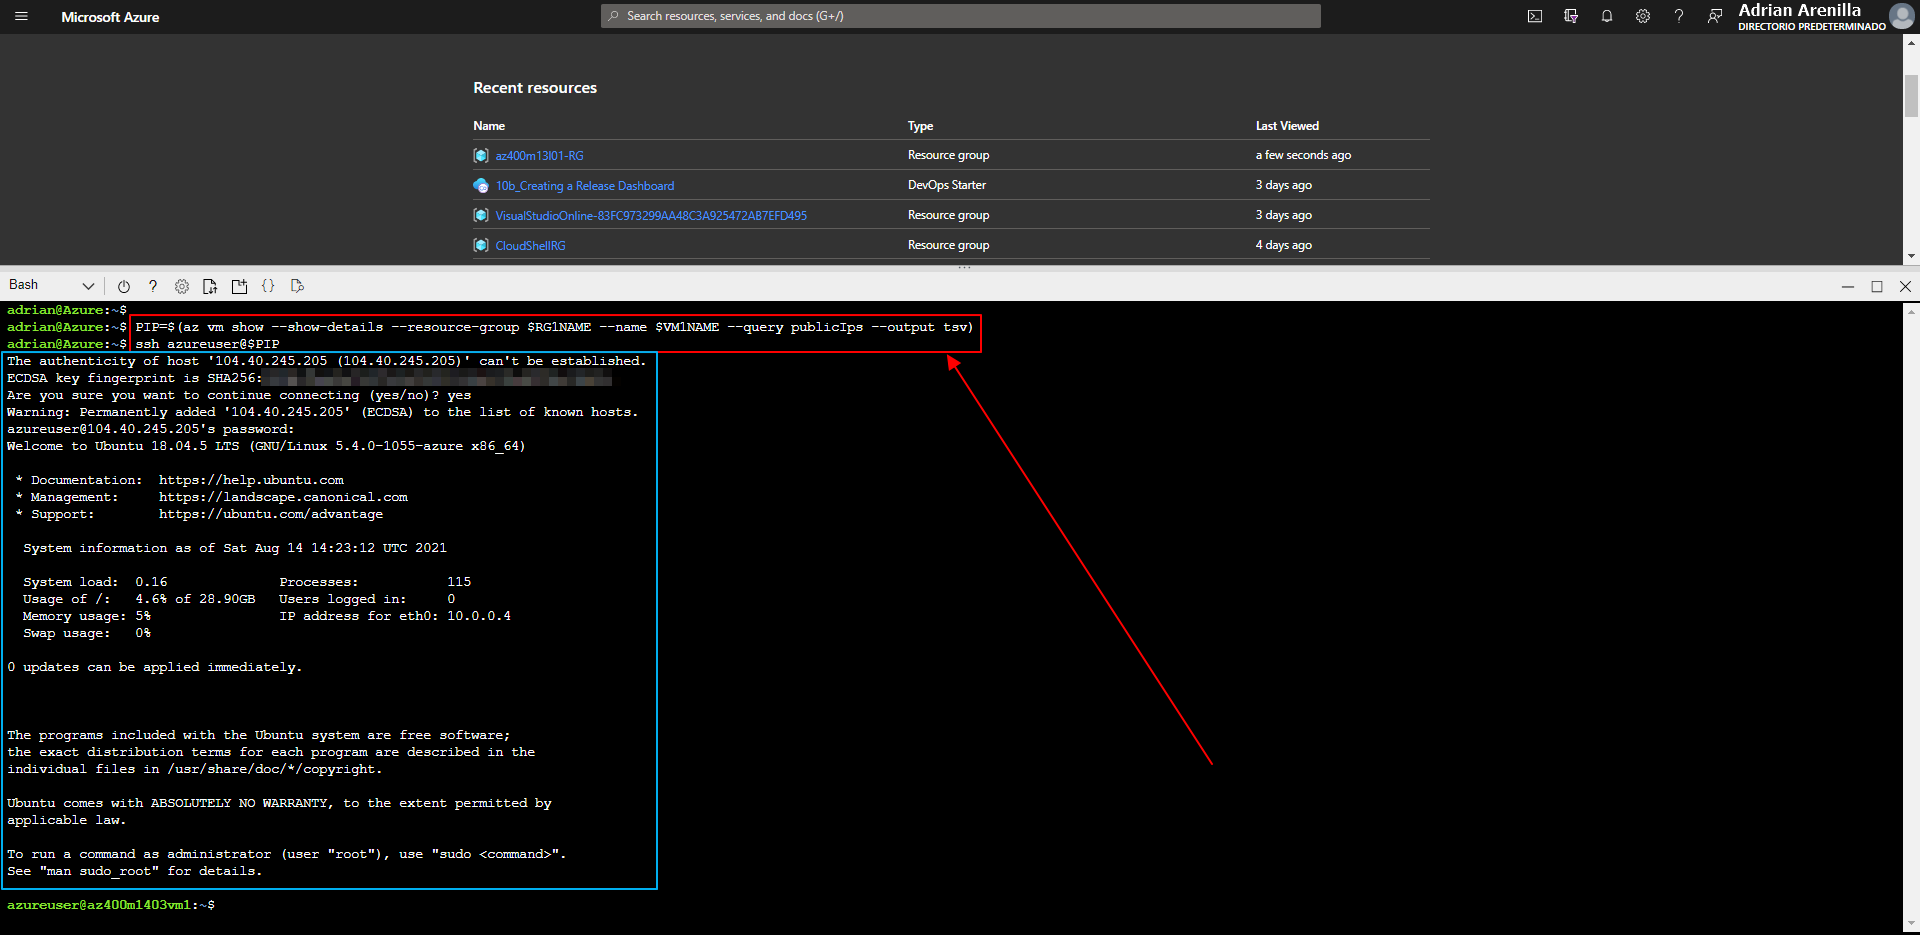 Microsoft Azure
Search resources, services, and docs (G+/)
Adrian Arenilla
DIRECTORIO PREDETERMINADO
Recent resources
Name Type Last Viewed
az400m13l01-RG Resource group a few seconds ago
10b_Creating a Release Dashboard DevOps Starter 3 days ago
VisualStudioOnline-83FC973299AA48C3A925472AB7EFD495 Resource group 3 days ago
CloudShellRG Resource group 4 days ago
Bash
adrian@Azure:~$
adrian@Azure:~$ PIP=$(az vm show --show-details --resource-group $RG1NAME --name $VM1NAME --query publicIps --output tsv)
adrian@Azure:~$ ssh azureuser@$PIP
The authenticity of host '104.40.245.205 (104.40.245.205)' can't be established.
ECDSA key fingerprint is SHA256:
Are you sure you want to continue connecting (yes/no)? yes
Warning: Permanently added '104.40.245.205' (ECDSA) to the list of known hosts.
azureuser@104.40.245.205's password:
Welcome to Ubuntu 18.04.5 LTS (GNU/Linux 5.4.0-1055-azure x86_64)
* Documentation: https://help.ubuntu.com
* Management: https://landscape.canonical.com
* Support: https://ubuntu.com/advantage
System information as of Sat Aug 14 14:23:12 UTC 2021
System load: 0.16 Processes: 115
Usage of /: 4.6% of 28.90GB Users logged in: 0
Memory usage: 5% IP address for eth0: 10.0.0.4
Swap usage: 0%
0 updates can be applied immediately.
The programs included with the Ubuntu system are free software;
the exact distribution terms for each program are described in the
individual files in /usr/share/doc/*/copyright.
Ubuntu comes with ABSOLUTELY NO WARRANTY, to the extent permitted by
applicable law.
To run a command as administrator (user "root"), use "sudo <command>".
See "man sudo_root" for details.
azureuser@az400m1403vm1:~$